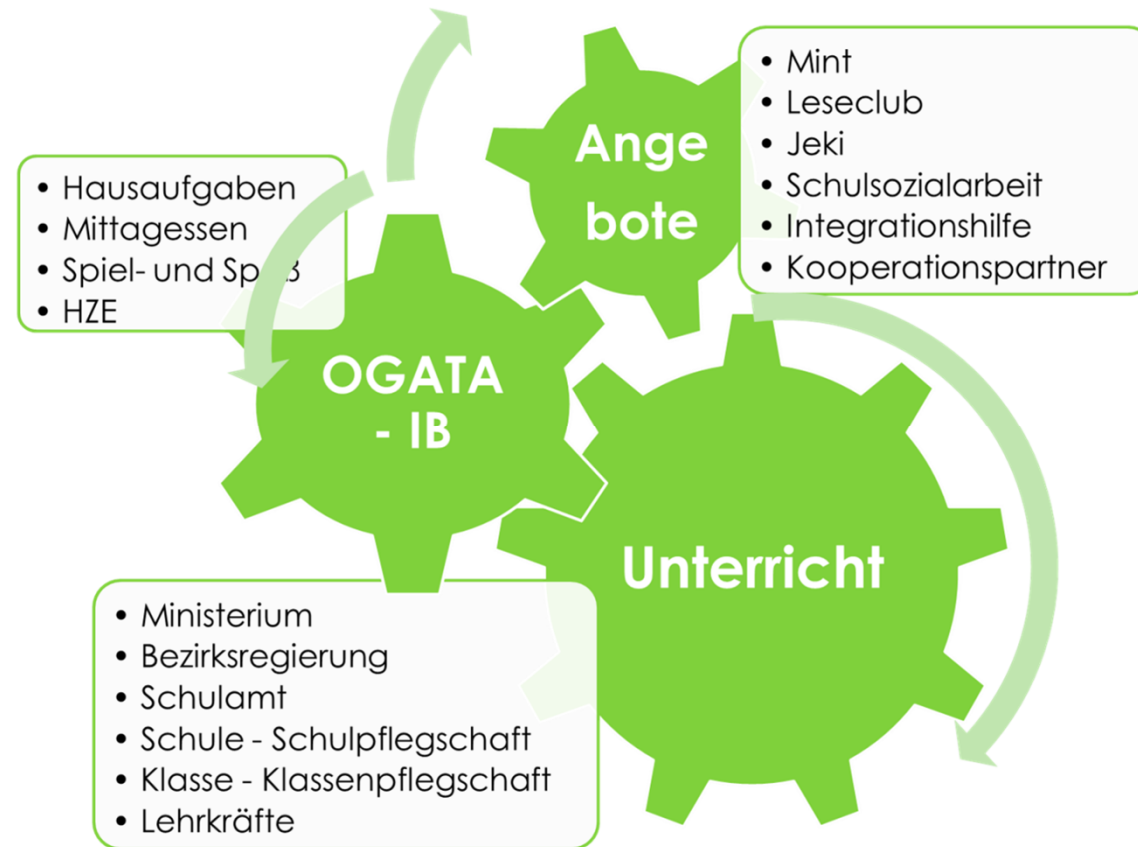 Ange
bote
• Mint
• Leseclub
• Jeki
• Schulsozialarbeit
• Integrationshilfe
• Kooperationspartner
• Hausaufgaben
• Mittagessen
• Spiel- und Spaß
• HZE
OGATA
- IB
Unterricht
• Ministerium
• Bezirksregierung
• Schulamt
• Schule - Schulpflegschaft
• Klasse - Klassenpflegschaft
• Lehrkräfte